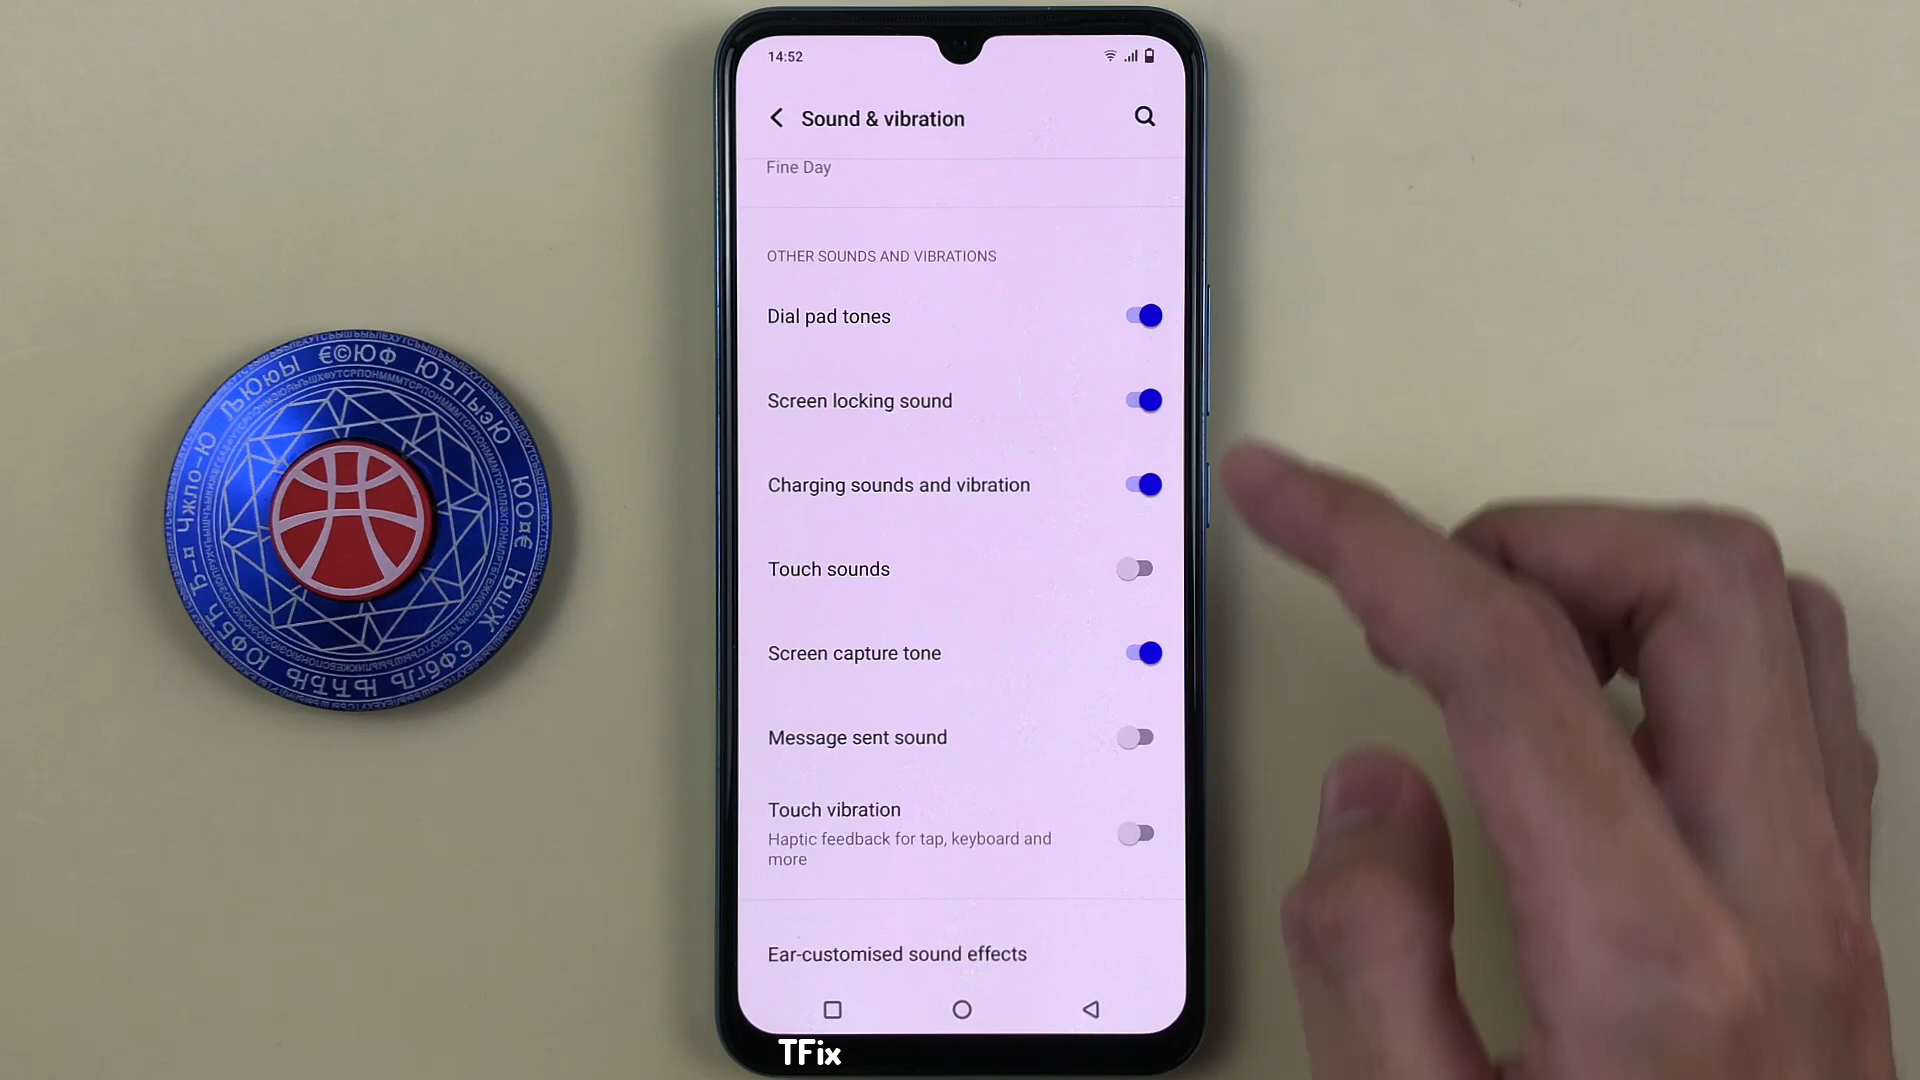 14:52
Sound & vibration
Fine Day
OTHER SOUNDS AND VIBRATIONS
Dial pad tones
Screen locking sound
Charging sounds and vibration
Touch sounds
Screen capture tone
Message sent sound
Touch vibration
Haptic feedback for tap, keyboard and
more
Ear-customised sound effects
TFix